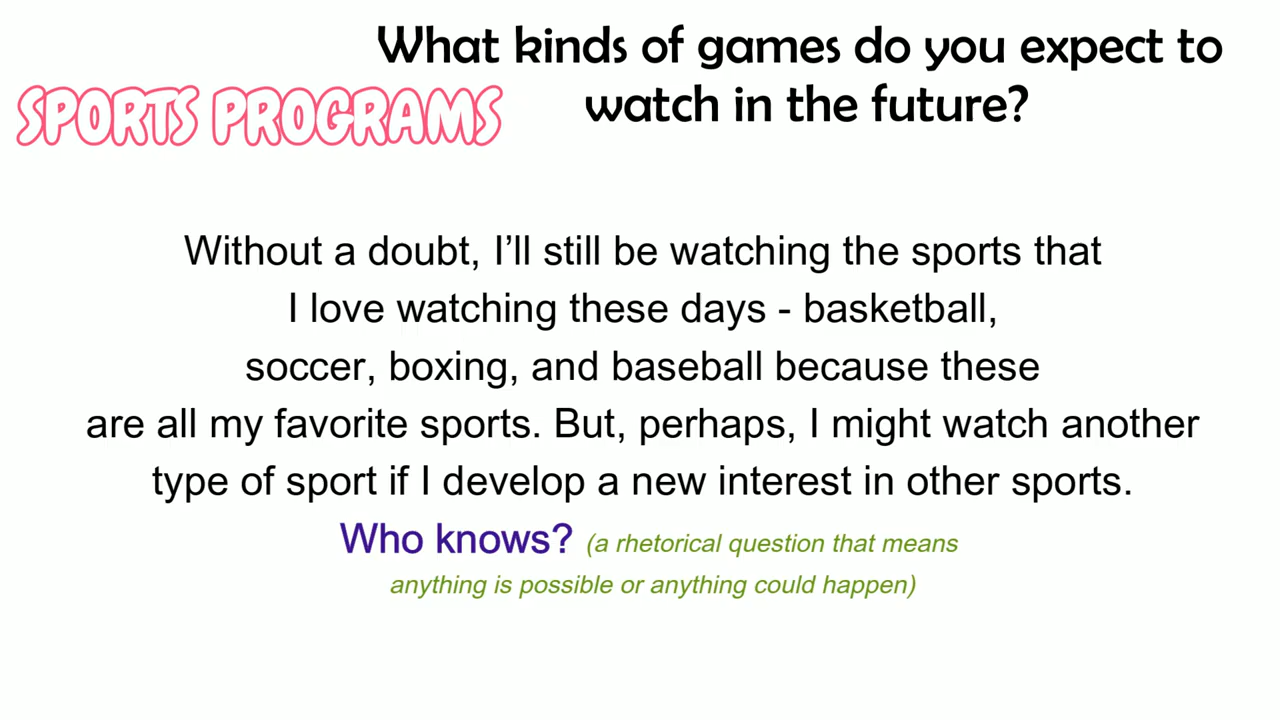 What kinds of games do you expect to
watch in the future?
SPORTS PROGRAMS
Without a doubt, I’ll still be watching the sports that
I love watching these days - basketball,
soccer, boxing, and baseball because these
are all my favorite sports. But, perhaps, I might watch another
type of sport if I develop a new interest in other sports.
Who knows? (a rhetorical question that means
anything is possible or anything could happen)